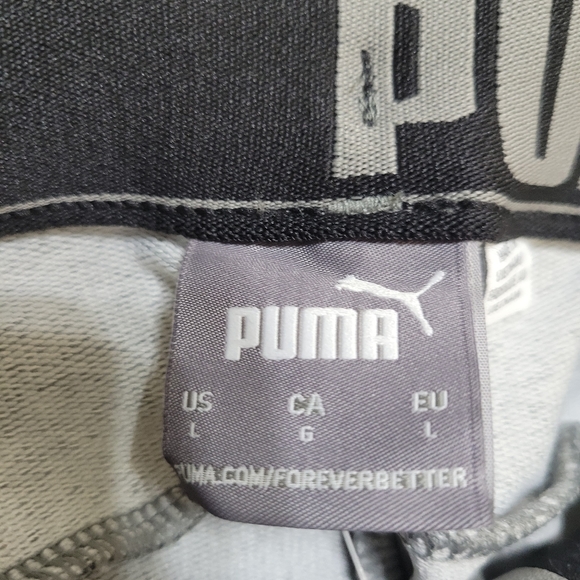 PU
PUMA
US CA EU
L G L
PUMA.COM/FOREVERBETTER